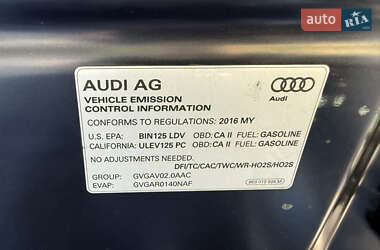 auto RIA
AUDI AG
Audi
VEHICLE EMISSION
CONTROL INFORMATION
CONFORMS TO REGULATIONS: 2016 MY
U.S. EPA: BIN125 LDV OBD: CA II FUEL: GASOLINE
CALIFORNIA: ULEV125 PC OBD: CA II FUEL: GASOLINE
NO ADJUSTMENTS NEEDED.
DFI/TC/CAC/TWC/WR-HO2S/HO2S
GROUP: GVGAV02.0AAC
EVAP: GVGAR0140NAF